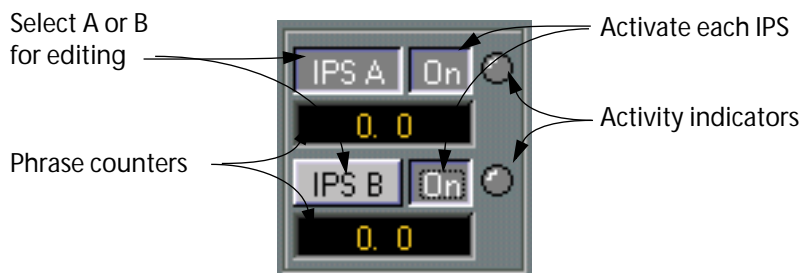 Select A or B
for editing
Activate each IPS
IPS A On
0. 0
Activity indicators
Phrase counters
IPS B On
0. 0